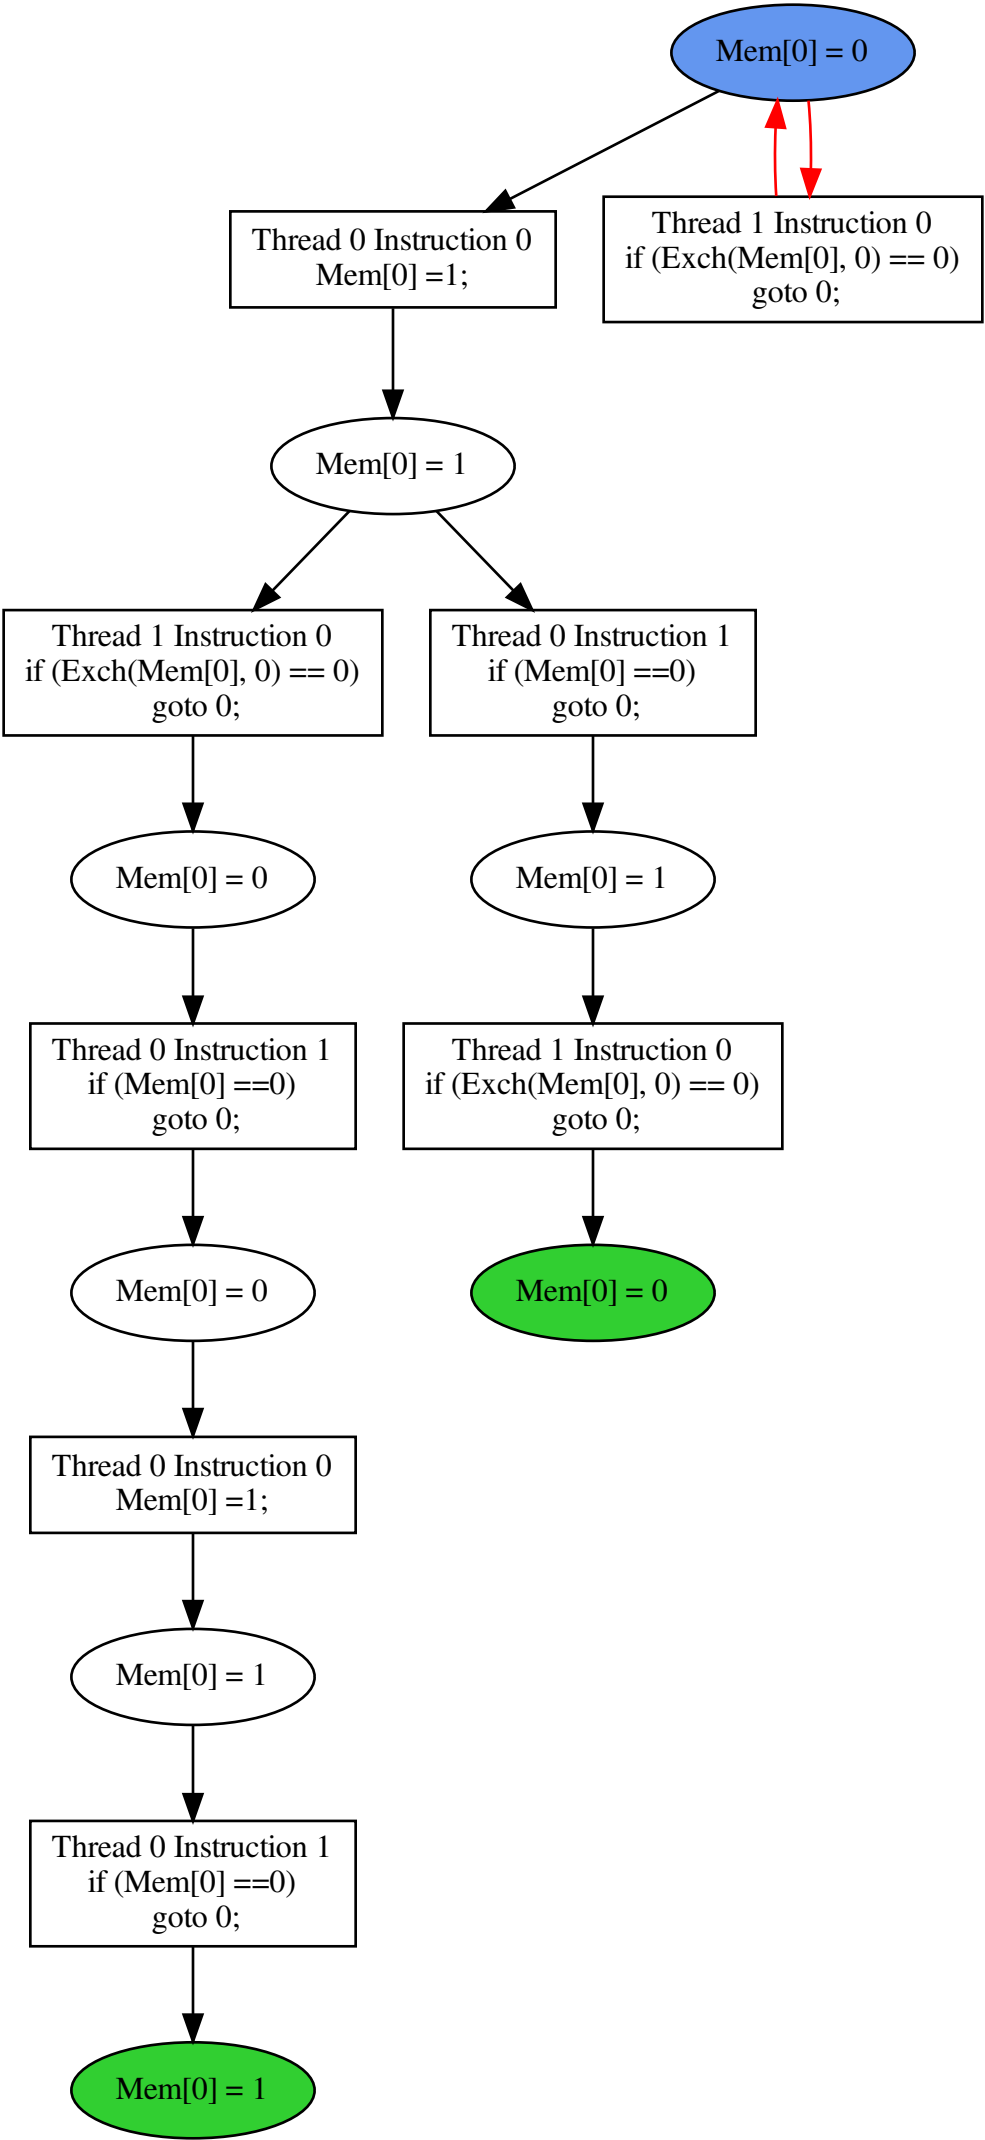 Mem[0] = 0
Thread 0 Instruction 0
Mem[0] =1;
Thread 1 Instruction 0
if (Exch(Mem[0], 0) == 0)
goto 0;
Mem[0] = 1
Thread 1 Instruction 0
if (Exch(Mem[0], 0) == 0)
goto 0;
Thread 0 Instruction 1
if (Mem[0] ==0)
goto 0;
Mem[0] = 0
Mem[0] = 1
Thread 0 Instruction 1
if (Mem[0] ==0)
goto 0;
Thread 1 Instruction 0
if (Exch(Mem[0], 0) == 0)
goto 0;
Mem[0] = 0
Mem[0] = 0
Thread 0 Instruction 0
Mem[0] =1;
Mem[0] = 1
Thread 0 Instruction 1
if (Mem[0] ==0)
goto 0;
Mem[0] = 1